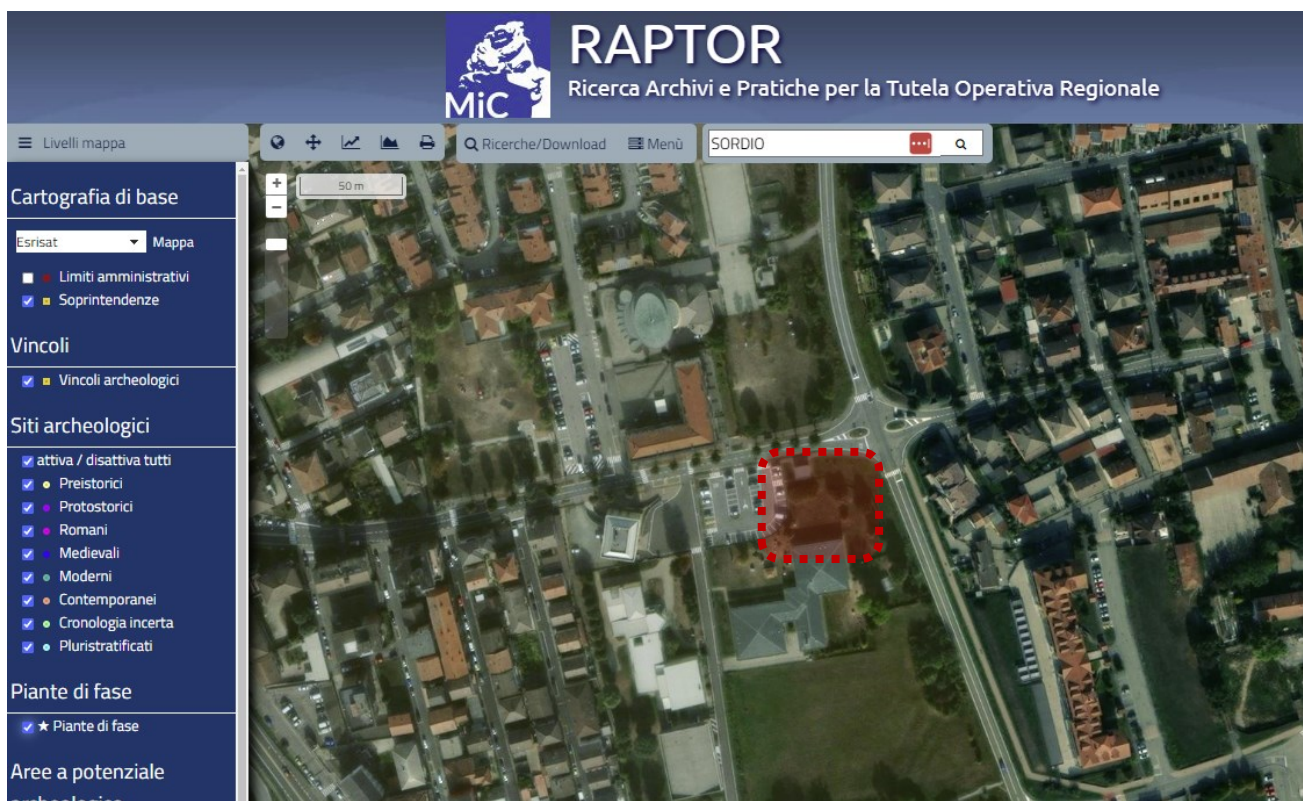 MiC
RAPTOR
Ricerca Archivi e Pratiche per la Tutela Operativa Regionale
Livelli mappa
Ricerche/Download
Menù
SORDIO
50 m
+
−
Cartografia di base
Esrisat
Mappa
Limiti amministrativi
Soprintendenze
Vincoli
Vincoli archeologici
Siti archeologici
attiva / disattiva tutti
Preistorici
Protostorici
Romani
Medievali
Moderni
Contemporanei
Cronologia incerta
Pluristratificati
Piante di fase
Piante di fase
Aree a potenziale
archeologico